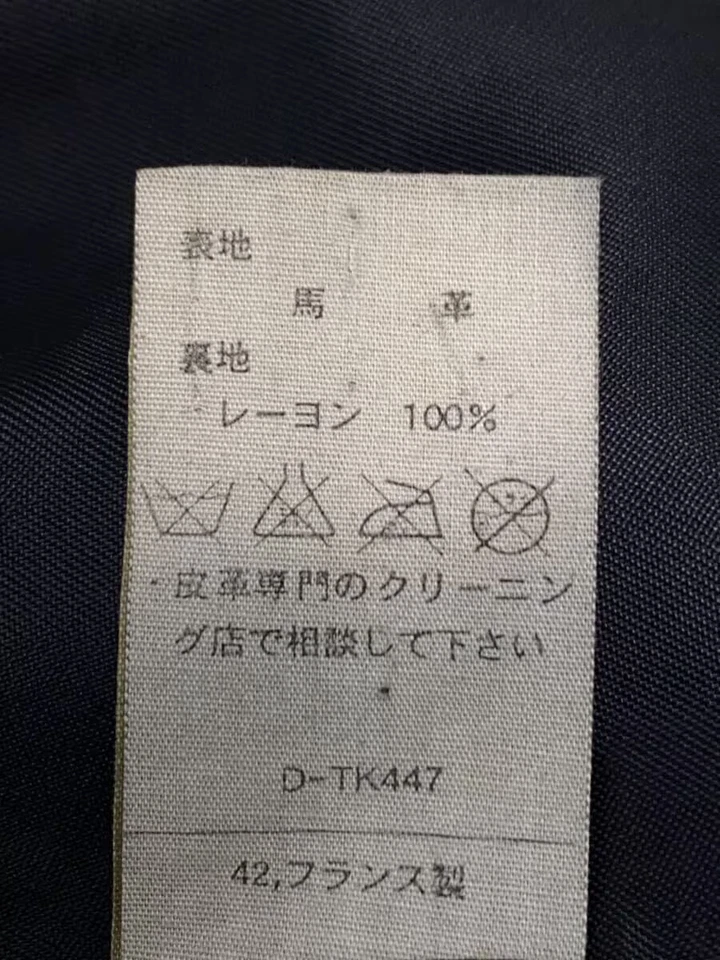 表地
馬 革
裏地
レーヨン 100%
・皮革専門のクリーニン
グ店で相談して下さい
D-TK447
42,フランス製